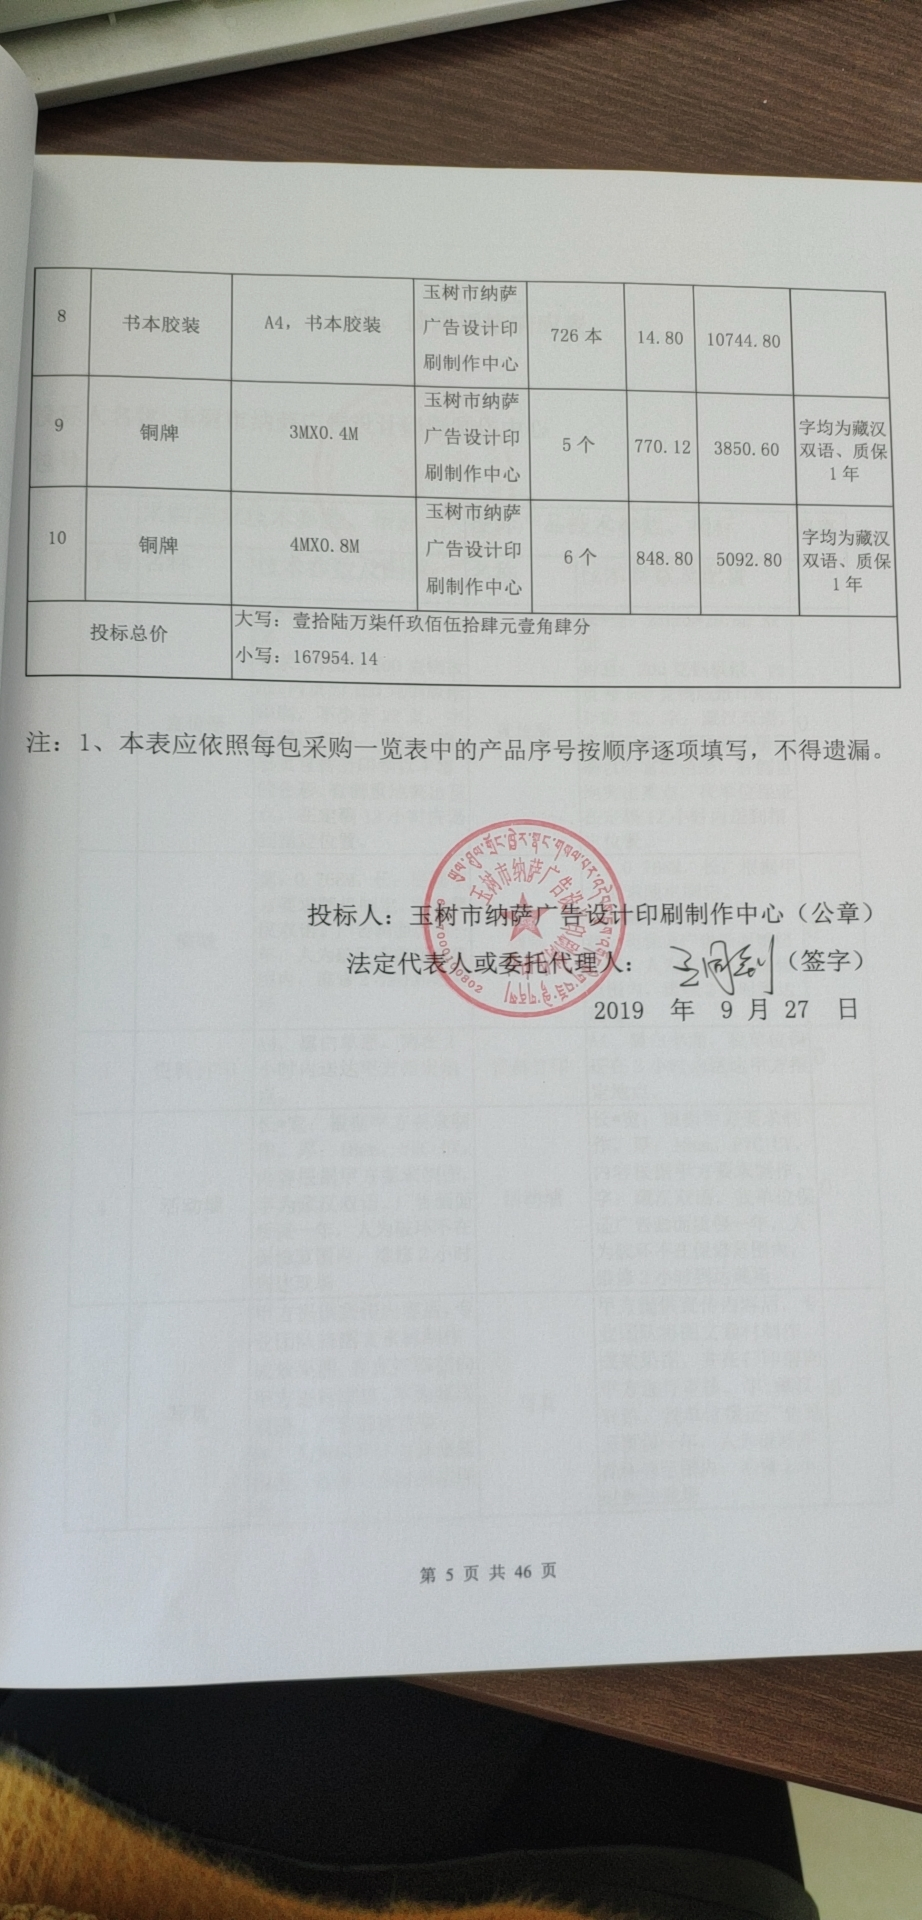 8 书本胶装 A4，书本胶装 玉树市纳萨广告设计印刷制作中心 726 本 14.80 10744.80
9 铜牌 3MX0.4M 玉树市纳萨广告设计印刷制作中心 5 个 770.12 3850.60 字均为藏汉双语、质保1 年
10 铜牌 4MX0.8M 玉树市纳萨广告设计印刷制作中心 6 个 848.80 5092.80 字均为藏汉双语、质保1 年
投标总价 大写：壹拾陆万柒仟玖佰伍拾肆元壹角肆分
小写：167954.14
注：1、本表应依照每包采购一览表中的产品序号按顺序逐项填写，不得遗漏。
投标人：玉树市纳萨广告设计印刷制作中心（公章）
法定代表人或委托代理人：（签字）
2019 年 9 月 27 日
第 5 页 共 46 页